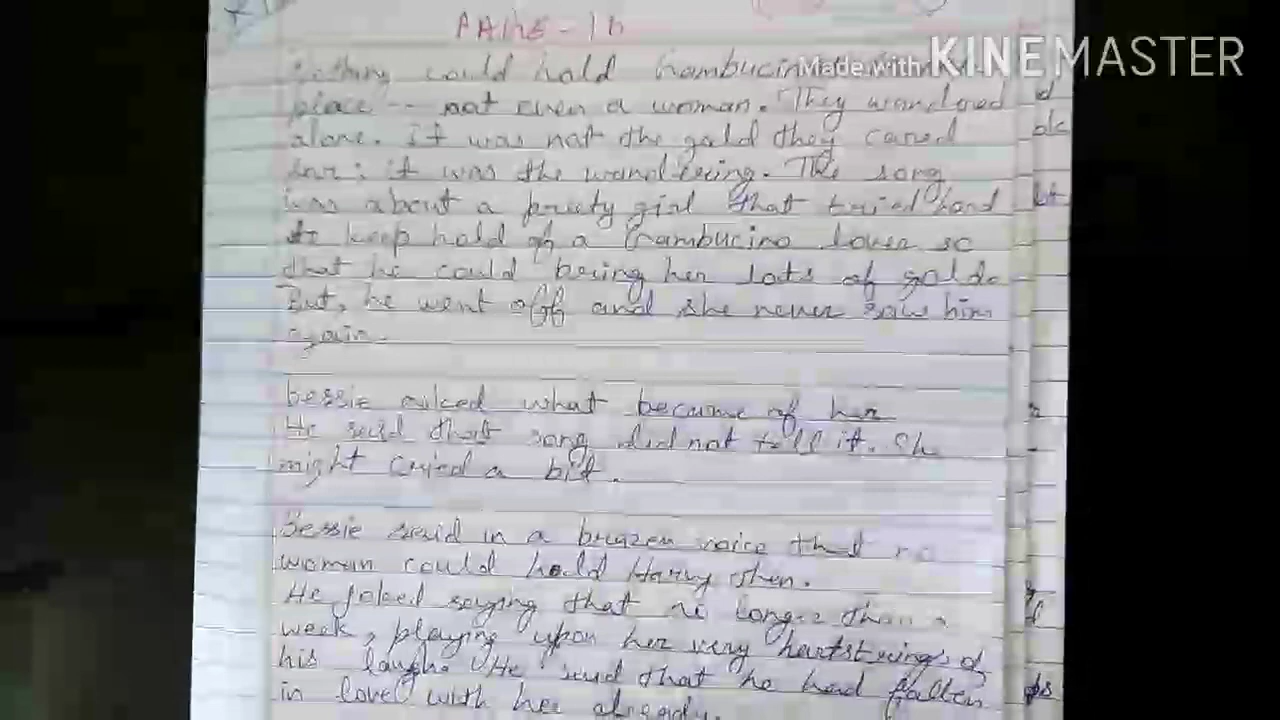 PAGE - 16
Nothing could hold Gambucin
Made with KINEMASTER
place -- not even a woman. They wandered
alone. it was not the gold they cared
for; it was the wandering. The song
was about a pretty girl that tried hard
to keep hold of a Gambucino lover so
that he could bring her lots of gold.
But, he went off and she never saw him
again.
bessie asked what became of her
He said that song did not tell it. She
might cried a bit.
Bessie said in a brazen voice that no
woman could hold Harry then.
He joked saying that no longer than a
week, playing upon her very heartstrings of
his laugh. He said that he had fallen
in love with her already.